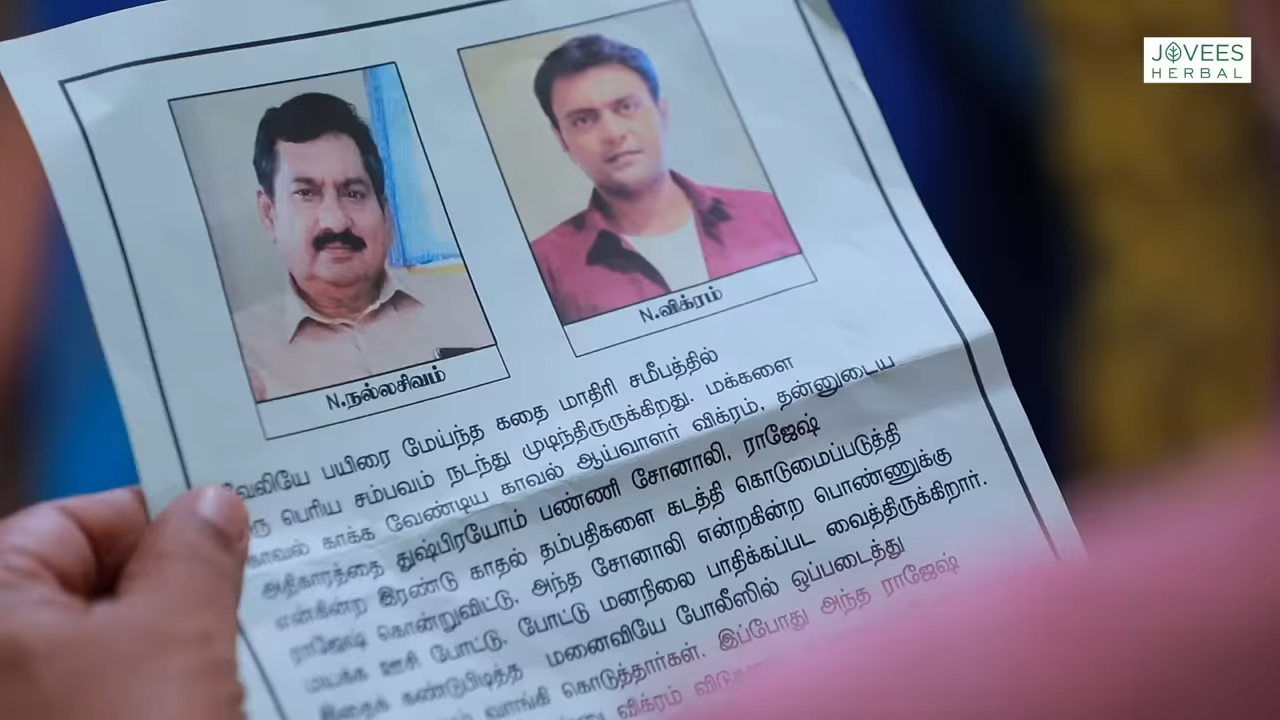 JOVEES
HERBAL
N.நல்லசிவம்
N.விக்ரம்
வேலியே பயிரை மேய்ந்த கதை மாதிரி சமீபத்தில்
ஒரு பெரிய சம்பவம் நடந்து முடிந்திருருக்கிறது. மக்களை
காவல் காக்க வேண்டிய காவல் ஆய்வாளர் விக்ரம், தன்னுடைய
அதிகாரத்தை துஷ்பிரயோம் பண்ணி சோனாலி, ராஜேஷ்
என்கின்ற இரண்டு காதல் தம்பதிகளை கடத்தி கொடுமைப்படுத்தி
ராஜேஷ் கொன்றுவிட்டு, அந்த சோனாலி என்றகின்ற பொண்ணுக்கு
மயக்க ஊசி போட்டு, போட்டு மனநிலை பாதிக்கப்பட வைத்திருக்கிறார்.
இதைக் கண்டுபிடித்த மனைவியே போலீஸில் ஒப்படைத்து
வாங்கி கொடுத்தார்கள். இப்போது அந்த ராஜேஷ்
விக்ரம்